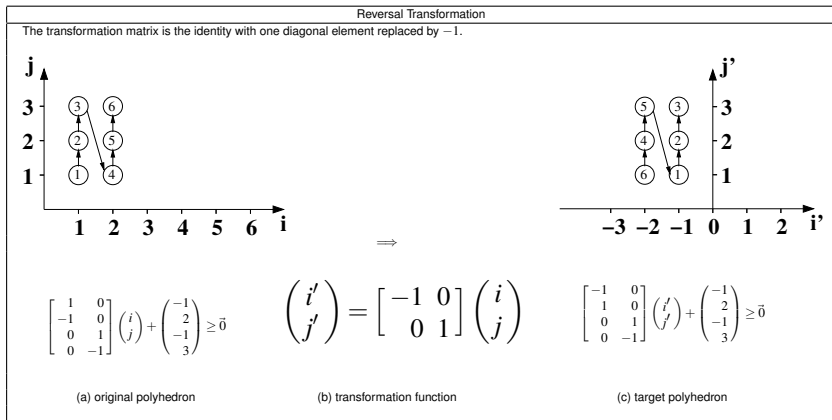 Reversal Transformation
The transformation matrix is the identity with one diagonal element replaced by −1.
j
3 3 6
2 2 5
1 1 4
1 2 3 4 5 6 i
⟹
j'
5 3 3
4 2 2
6 1 1
−3 −2 −1 0 1 2 i'
[1 0; −1 0; 0 1; 0 −1] (i; j) + (−1; 2; −1; 3) ≥ 0⃗
(i′; j′) = [−1 0; 0 1] (i; j)
[−1 0; 1 0; 0 1; 0 −1] (i′; j′) + (−1; 2; −1; 3) ≥ 0⃗
(a) original polyhedron
(b) transformation function
(c) target polyhedron